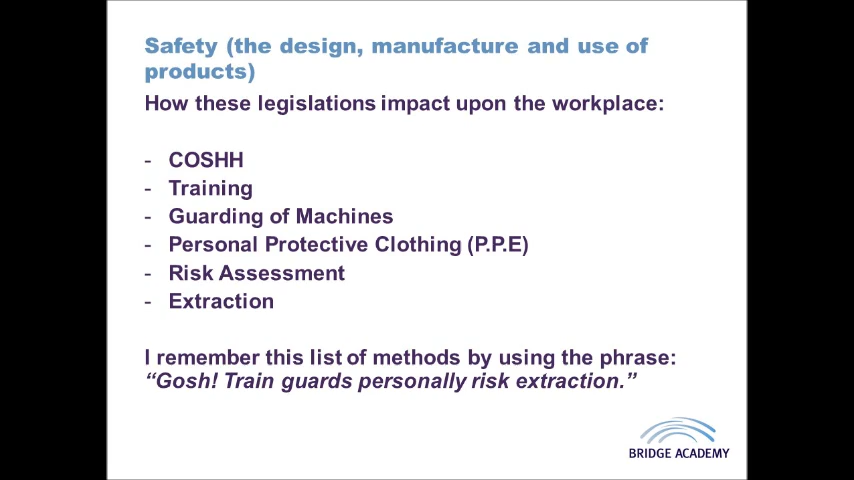 Safety (the design, manufacture and use of
products)
How these legislations impact upon the workplace:
- COSHH
- Training
- Guarding of Machines
- Personal Protective Clothing (P.P.E)
- Risk Assessment
- Extraction
I remember this list of methods by using the phrase:
“Gosh! Train guards personally risk extraction.”
BRIDGE ACADEMY